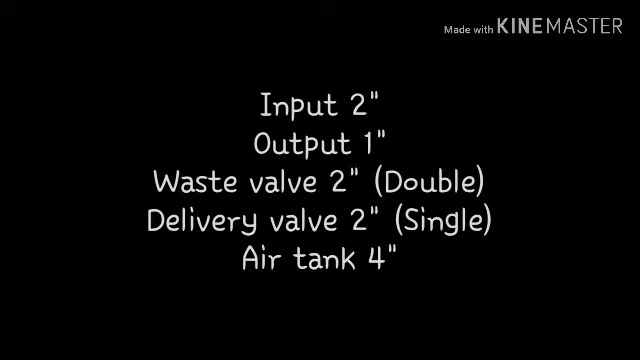 Made with KINEMASTER
Input 2"
Output 1"
Waste valve 2" (Double)
Delivery valve 2" (Single)
Air tank 4"